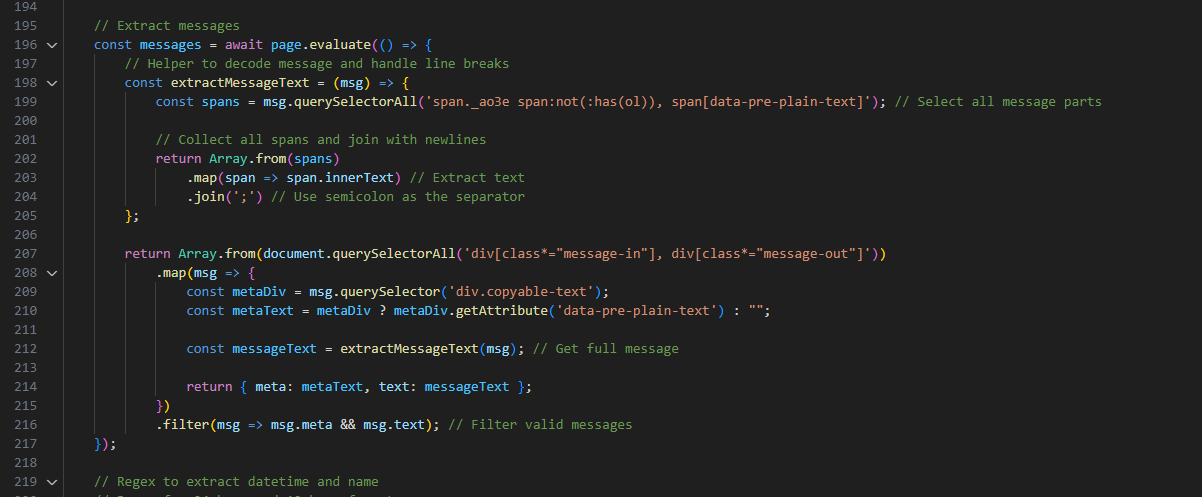 194
195 // Extract messages
196 const messages = await page.evaluate(() => {
197 // Helper to decode message and handle line breaks
198 const extractMessageText = (msg) => {
199 const spans = msg.querySelectorAll('span._ao3e span:not(:has(ol)), span[data-pre-plain-text]'); // Select all message parts
200
201 // Collect all spans and join with newlines
202 return Array.from(spans)
203 .map(span => span.innerText) // Extract text
204 .join(';') // Use semicolon as the separator
205 };
206
207 return Array.from(document.querySelectorAll('div[class*="message-in"], div[class*="message-out"]'))
208 .map(msg => {
209 const metaDiv = msg.querySelector('div.copyable-text');
210 const metaText = metaDiv ? metaDiv.getAttribute('data-pre-plain-text') : "";
211
212 const messageText = extractMessageText(msg); // Get full message
213
214 return { meta: metaText, text: messageText };
215 })
216 .filter(msg => msg.meta && msg.text); // Filter valid messages
217 });
218
219 // Regex to extract datetime and name